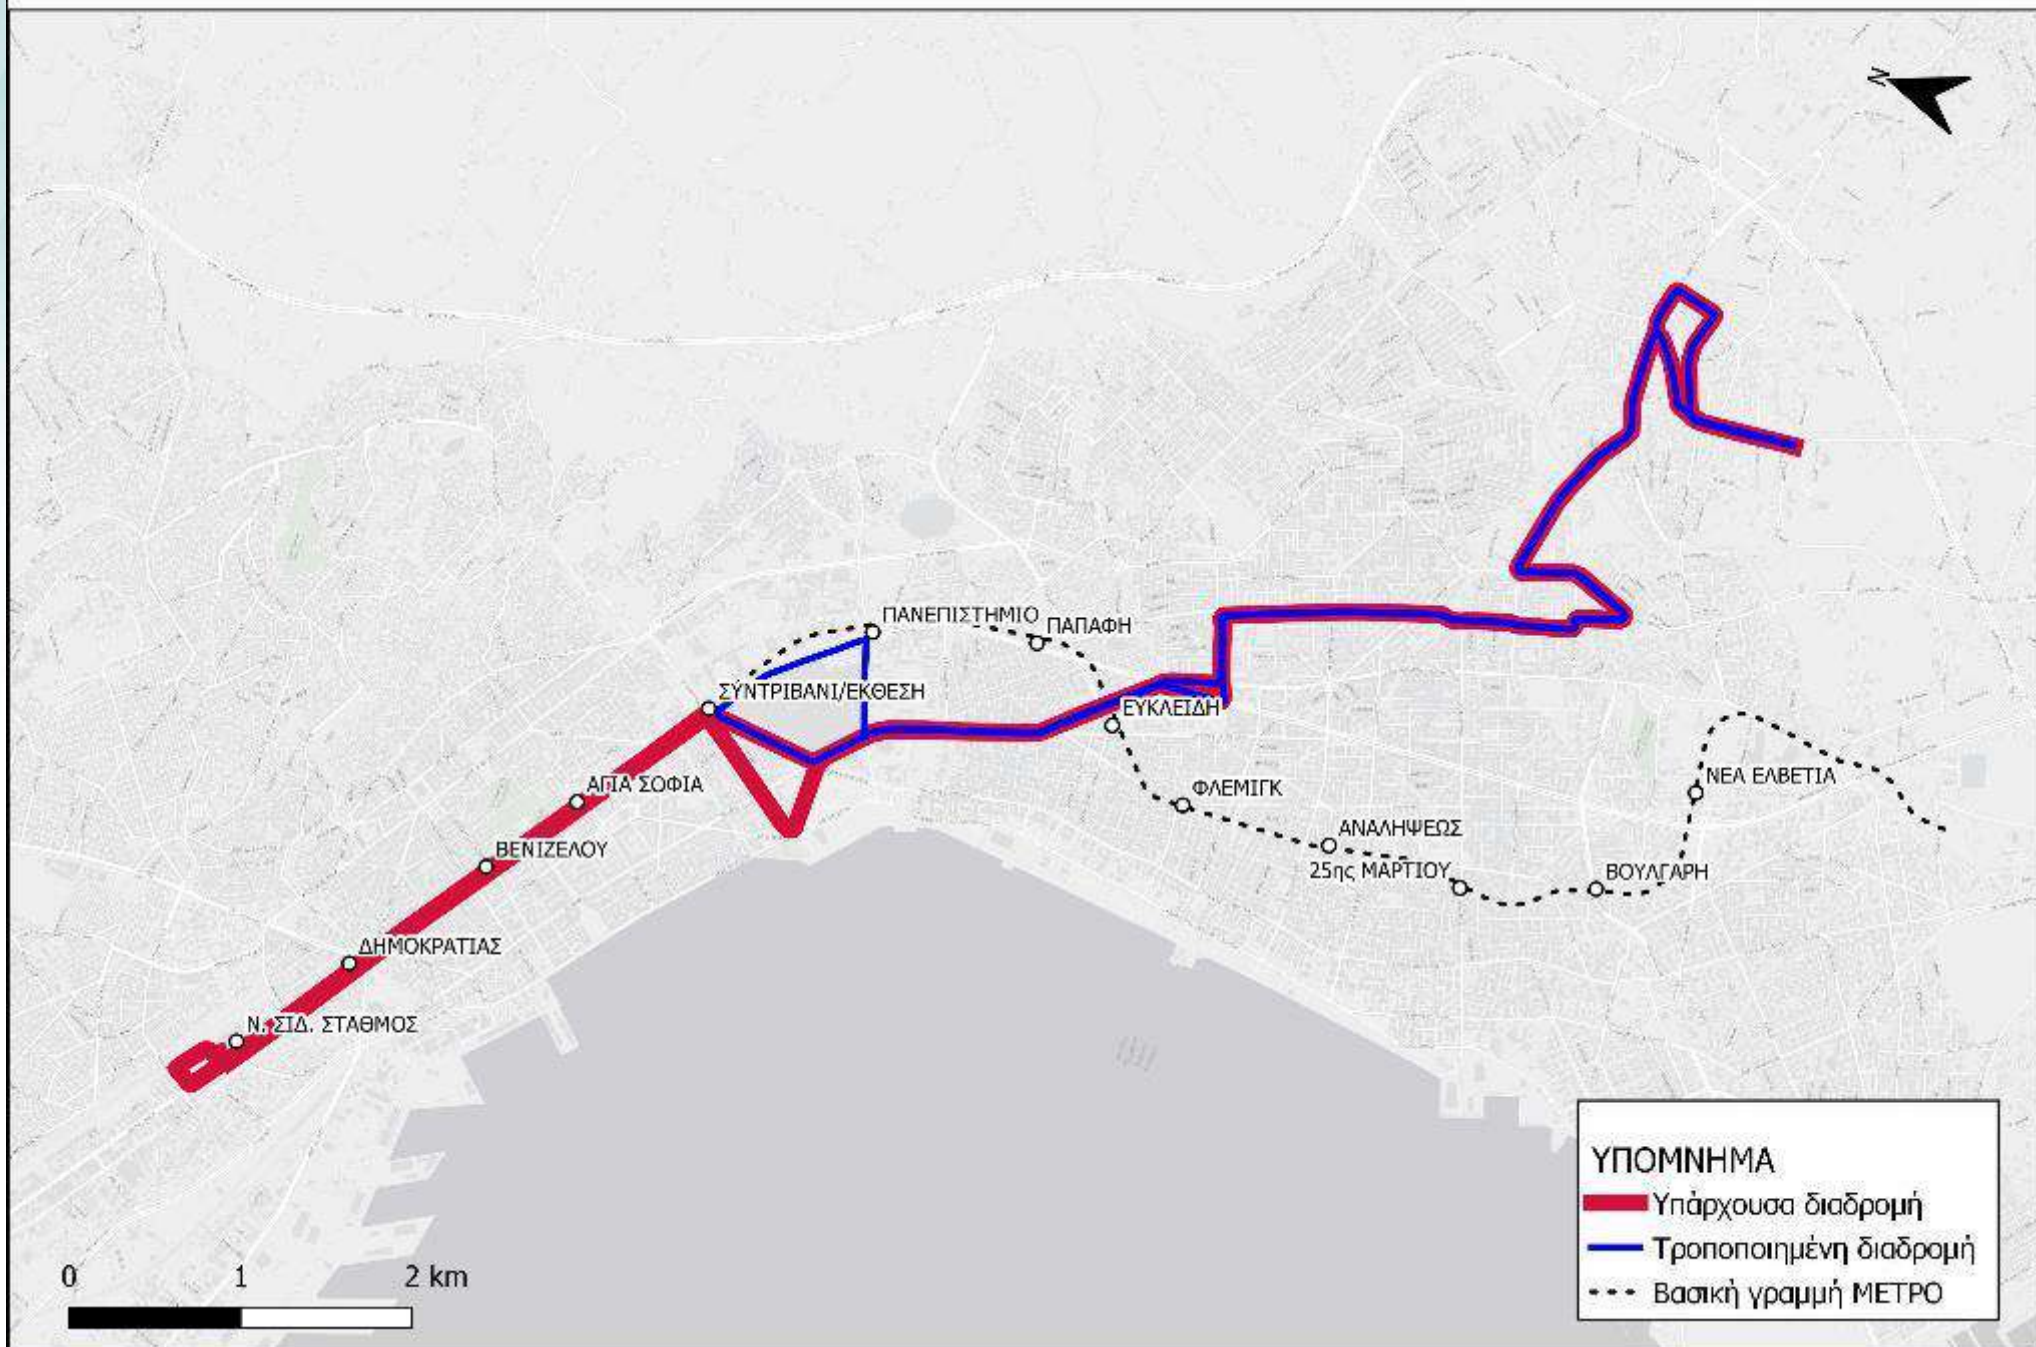 N
ΠΑΝΕΠΙΣΤΗΜΙΟ
ΠΑΠΑΦΗ
ΣΥΝΤΡΙΒΑΝΙ/ΕΚΘΕΣΗ
ΕΥΚΛΕΙΔΗ
ΑΓΙΑ ΣΟΦΙΑ
ΦΛΕΜΙΓΚ
ΝΕΑ ΕΛΒΕΤΙΑ
ΒΕΝΙΖΕΛΟΥ
ΑΝΑΛΗΨΕΩΣ
25ης ΜΑΡΤΙΟΥ
ΒΟΥΛΓΑΡΗ
ΔΗΜΟΚΡΑΤΙΑΣ
Ν. ΣΙΔ. ΣΤΑΘΜΟΣ
ΥΠΟΜΝΗΜΑ
Υπάρχουσα διαδρομή
Τροποποιημένη διαδρομή
Βασική γραμμή ΜΕΤΡΟ
0 1 2 km